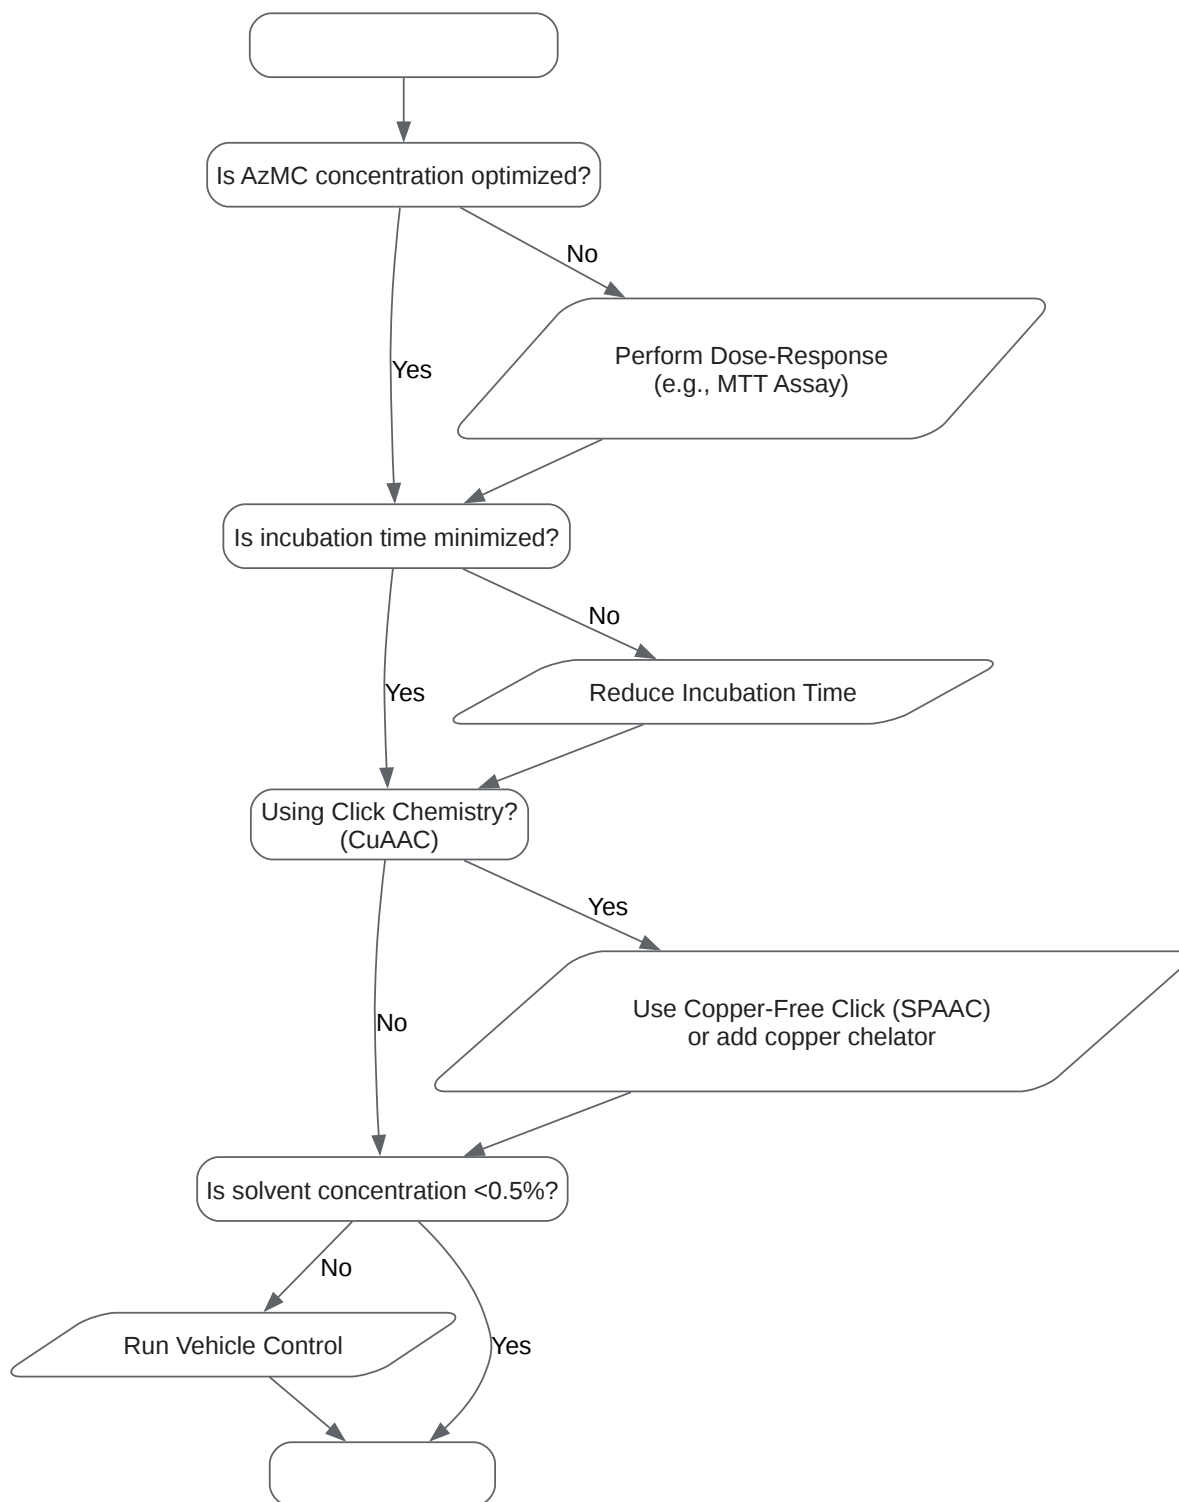 Is AzMC concentration optimized?
No
Yes
Perform Dose-Response
(e.g., MTT Assay)
Is incubation time minimized?
No
Yes
Reduce Incubation Time
Using Click Chemistry?
(CuAAC)
Yes
No
Use Copper-Free Click (SPAAC)
or add copper chelator
Is solvent concentration <0.5%?
No
Run Vehicle Control
Yes